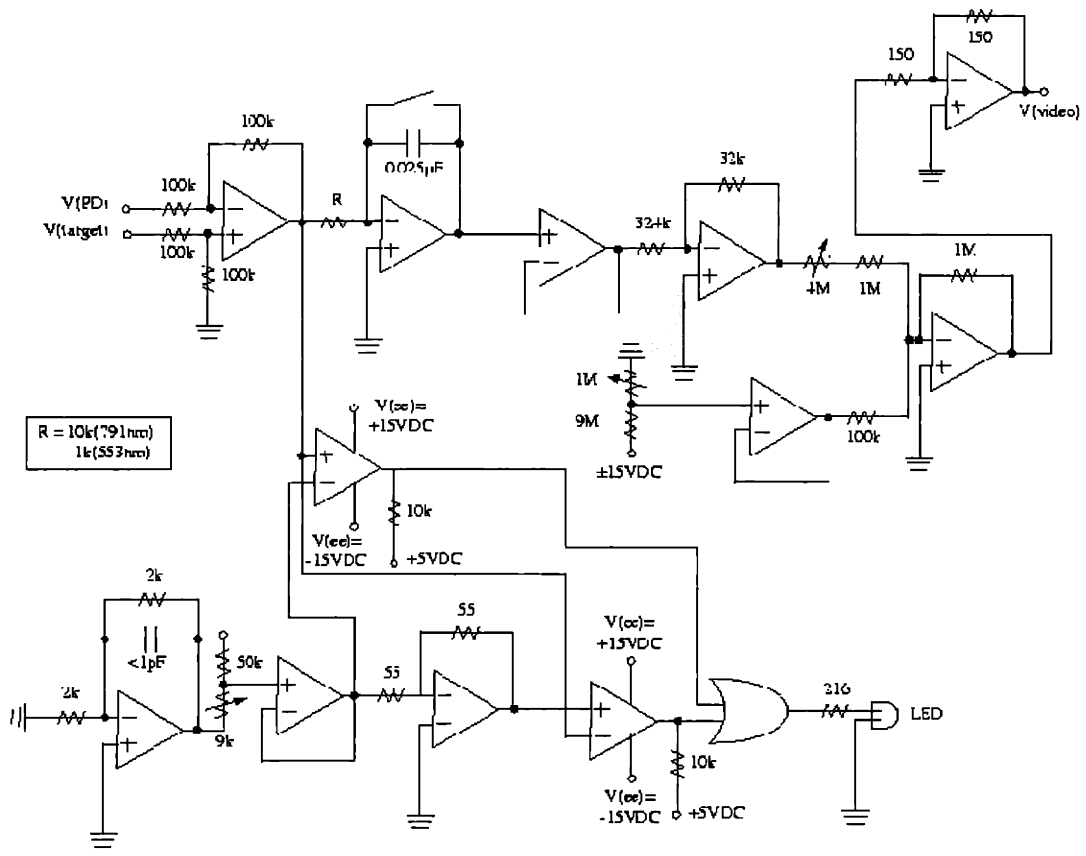 150
150
V(video)
100k
0.025µF
32k
100k
V(PD)
V(target)
100k
100k
R
32.4k
1M
4M
1M
1M
9M
100k
±15VDC
V(cc)=
+15VDC
R = 10k(791nm)
1k(553nm)
10k
V(ee)=
-15VDC
+5VDC
2k
<1pF
50k
2k
9k
55
55
V(cc)=
+15VDC
216
LED
10k
V(ee)=
-15VDC
+5VDC